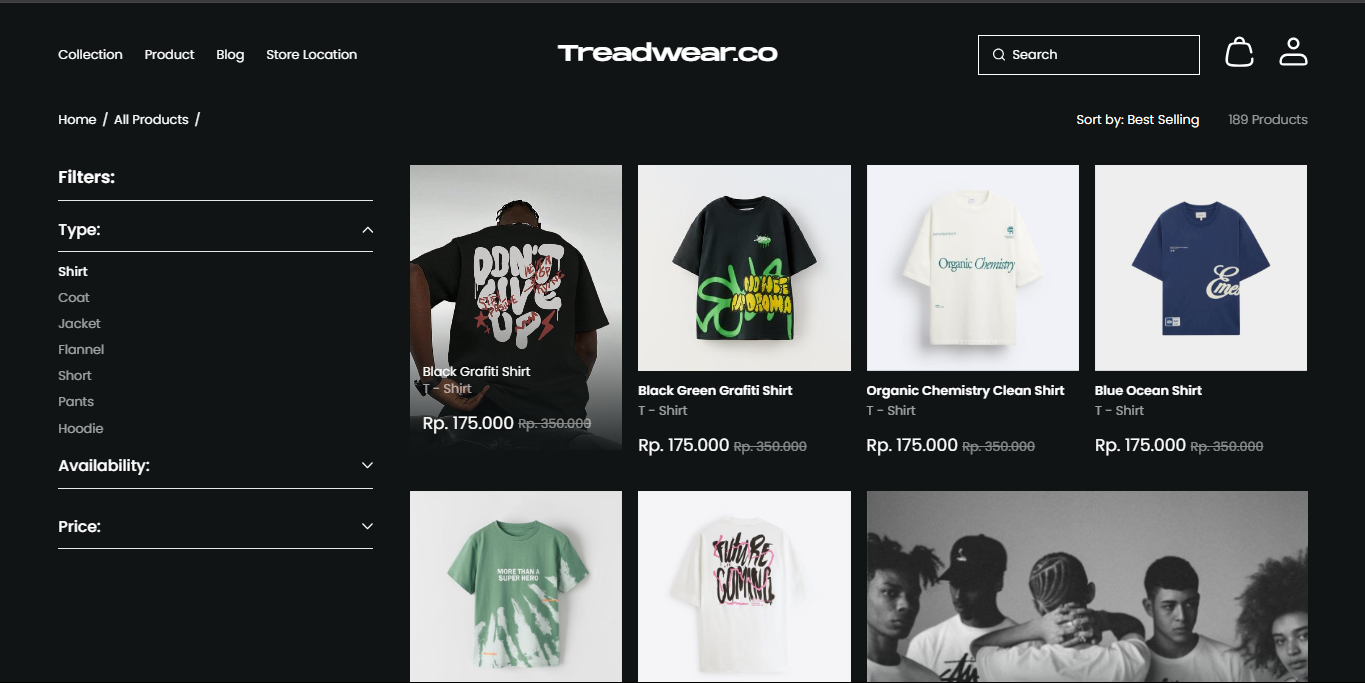 Collection Product Blog Store Location
Treadwear.co
Search
Home / All Products /
Sort by: Best Selling 189 Products
Filters:
Type:
Shirt
Coat
Jacket
Flannel
Short
Pants
Hoodie
Availability:
Price:
DON'T
GIVE
UP
Black Grafiti Shirt
T - Shirt
Rp. 175.000 Rp. 350.000
Black Green Grafiti Shirt
T - Shirt
Rp. 175.000 Rp. 350.000
Organic Chemistry
Organic Chemistry Clean Shirt
T - Shirt
Rp. 175.000 Rp. 350.000
Blue Ocean Shirt
T - Shirt
Rp. 175.000 Rp. 350.000
MORE THAN A
SUPER HERO
FUTURE
COMING